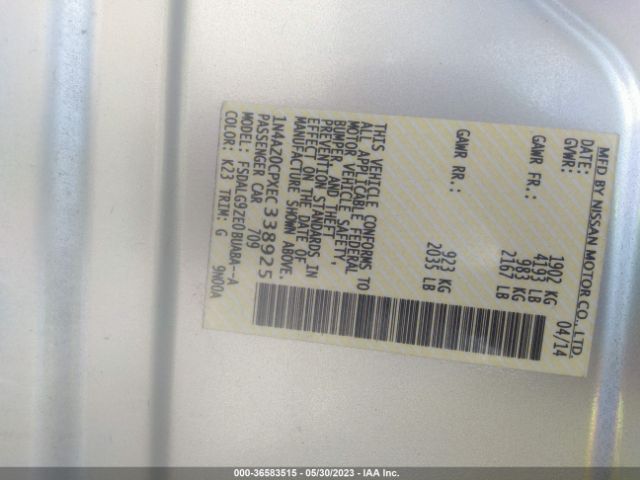 MFD BY NISSAN MOTOR CO., LTD.
DATE: 04/14
GVWR: 1902 KG
4193 LB
GAWR FR.: 983 KG
2167 LB
GAWR RR.: 923 KG
2035 LB
THIS VEHICLE CONFORMS TO
ALL APPLICABLE FEDERAL
MOTOR VEHICLE SAFETY,
BUMPER, AND THEFT
PREVENTION STANDARDS IN
EFFECT ON THE DATE OF
MANUFACTURE SHOWN ABOVE.
1N4AZ0CPXEC338925
PASSENGER CAR 709
MODEL: FSDALG9ZE0BUABA--A
COLOR: K23 TRIM: G 9N00A
000-36583515 - 05/30/2023 - IAA Inc.